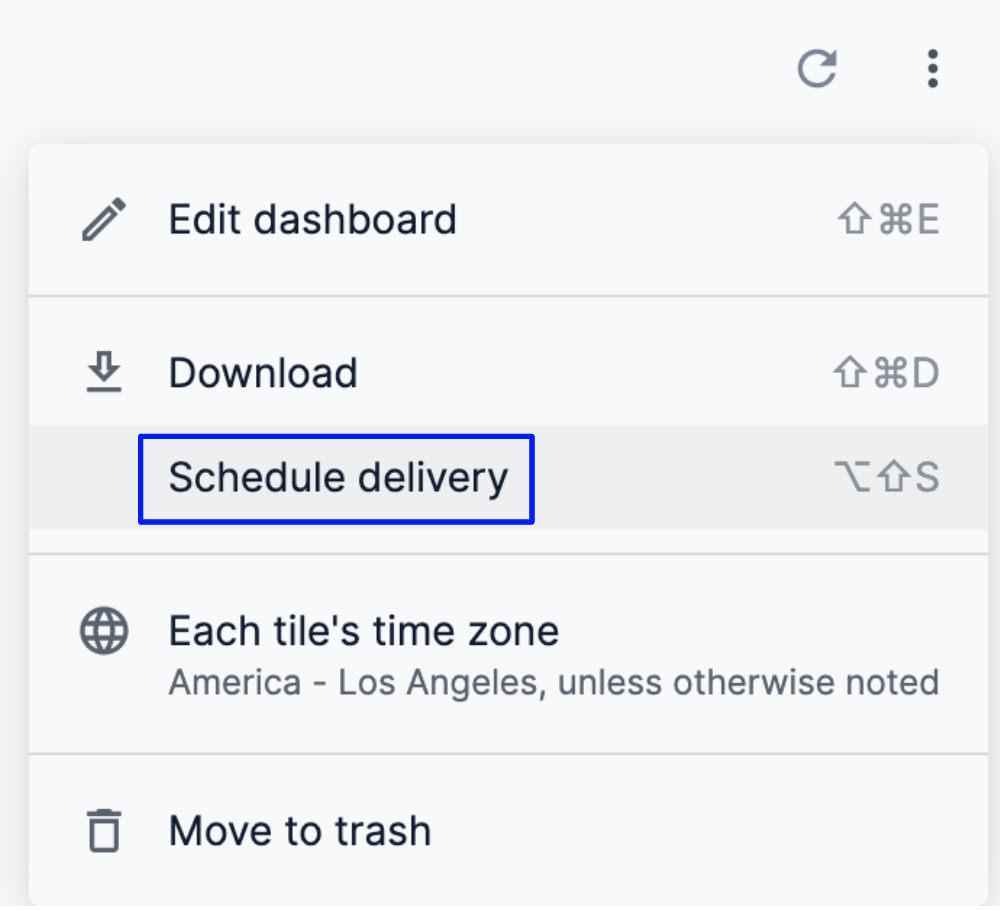 Edit dashboard ⇧⌘E
Download ⇧⌘D
Schedule delivery ⌥⇧S
Each tile's time zone
America - Los Angeles, unless otherwise noted
Move to trash